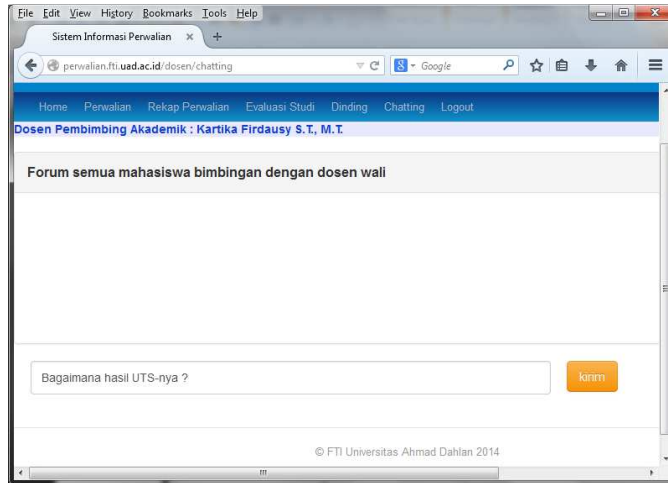 File Edit View History Bookmarks Tools Help
Sistem Informasi Perwalian × +
perwalian.fti.uad.ac.id/dosen/chatting Google
Home Perwalian Rekap Perwalian Evaluasi Studi Dinding Chatting Logout
Dosen Pembimbing Akademik : Kartika Firdausy S.T., M.T.
Forum semua mahasiswa bimbingan dengan dosen wali
Bagaimana hasil UTS-nya ? kirim
© FTI Universitas Ahmad Dahlan 2014